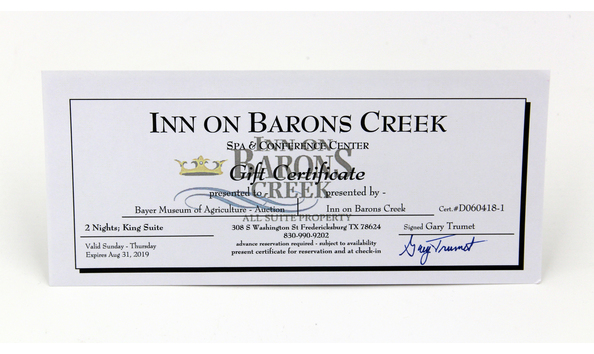 INN ON BARONS CREEK
SPA & CONFERENCE CENTER
INN ON
BARONS
CREEK
ALL SUITE PROPERTY
Gift Certificate
presented to - presented by -
Bayer Museum of Agriculture - Auction Inn on Barons Creek Cert.#D060418-1
2 Nights; King Suite 308 S Washington St Fredericksburg TX 78624 Signed Gary Trumet
830-990-9202
Valid Sunday - Thursday advance reservation required - subject to availability Gary Trumet
Expires Aug 31, 2019 present certificate for reservation and at check-in